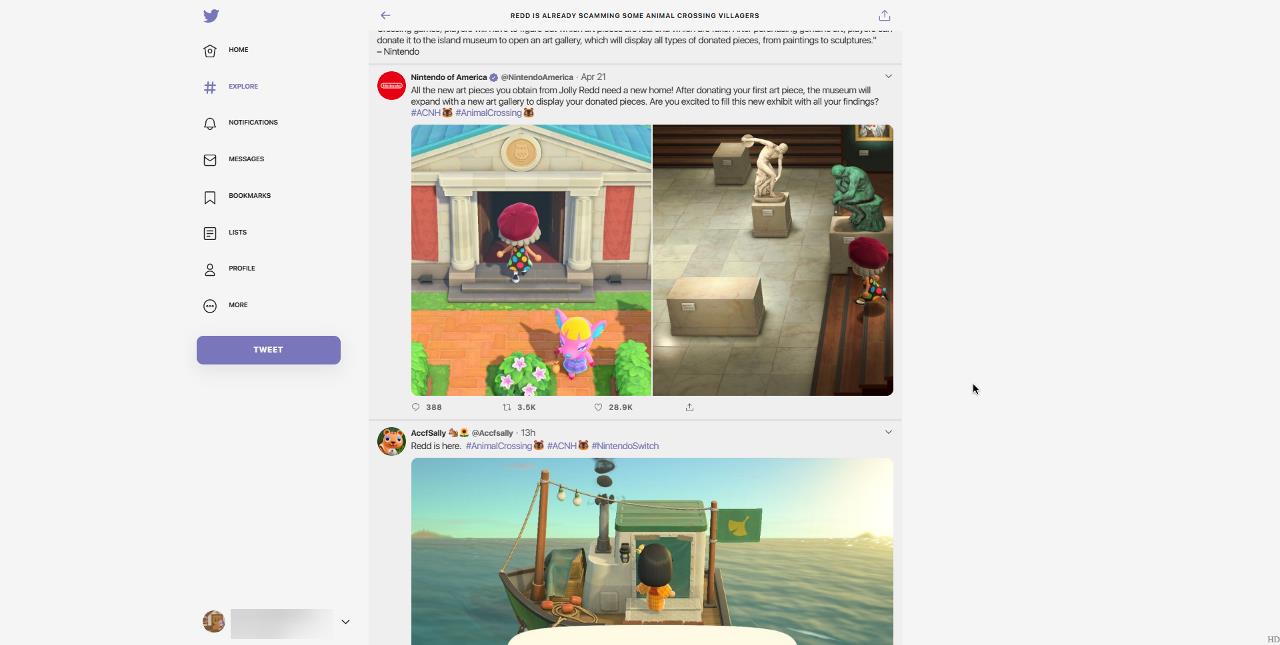 REDD IS ALREADY SCAMMING SOME ANIMAL CROSSING VILLAGERS
donate it to the island museum to open an art gallery, which will display all types of donated pieces, from paintings to sculptures."
– Nintendo
HOME
EXPLORE
NOTIFICATIONS
MESSAGES
BOOKMARKS
LISTS
PROFILE
MORE
TWEET
Nintendo of America @NintendoAmerica · Apr 21
All the new art pieces you obtain from Jolly Redd need a new home! After donating your first art piece, the museum will
expand with a new art gallery to display your donated pieces. Are you excited to fill this new exhibit with all your findings?
#ACNH #AnimalCrossing
388 3.5K 28.9K
AccfSally @Accfsally · 13h
Redd is here. #AnimalCrossing #ACNH #NintendoSwitch
HD